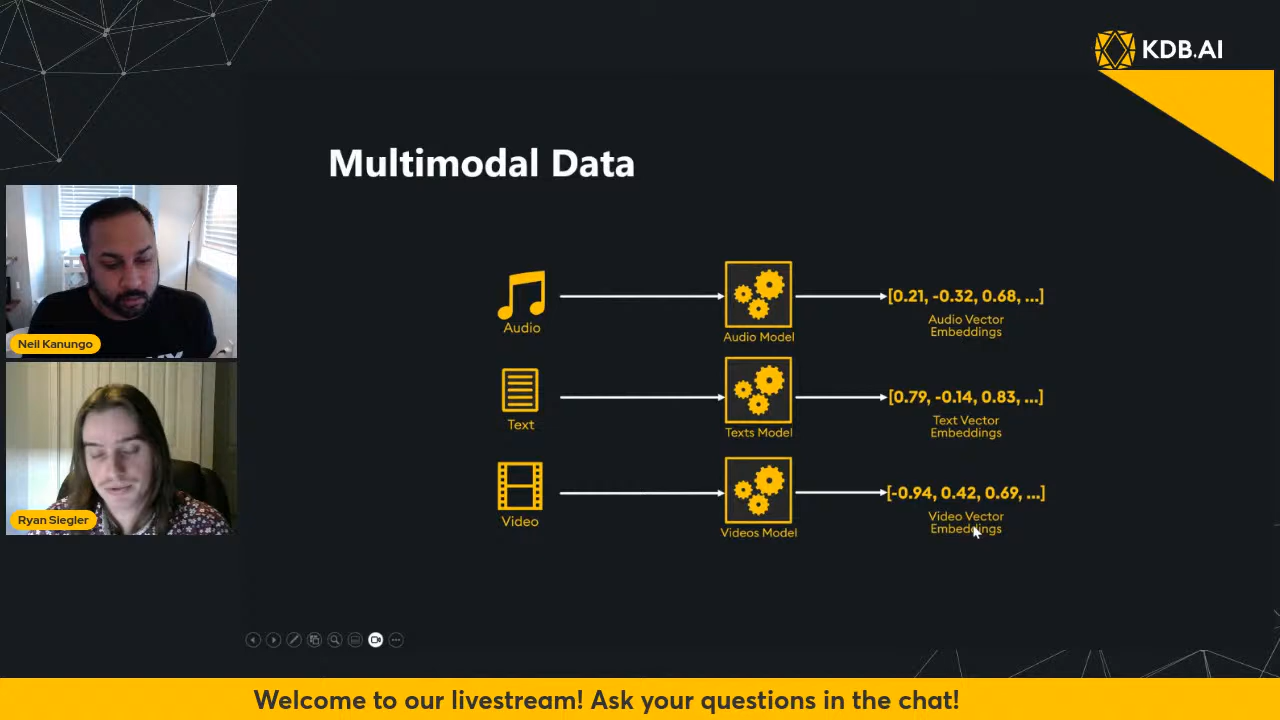 KDB.AI
Multimodal Data
Audio
Audio Model
[0.21, -0.32, 0.68, ...]
Audio Vector
Embeddings
Text
Texts Model
[0.79, -0.14, 0.83, ...]
Text Vector
Embeddings
Video
Videos Model
[-0.94, 0.42, 0.69, ...]
Video Vector
Embeddings
Neil Kanungo
Ryan Siegler
Welcome to our livestream! Ask your questions in the chat!